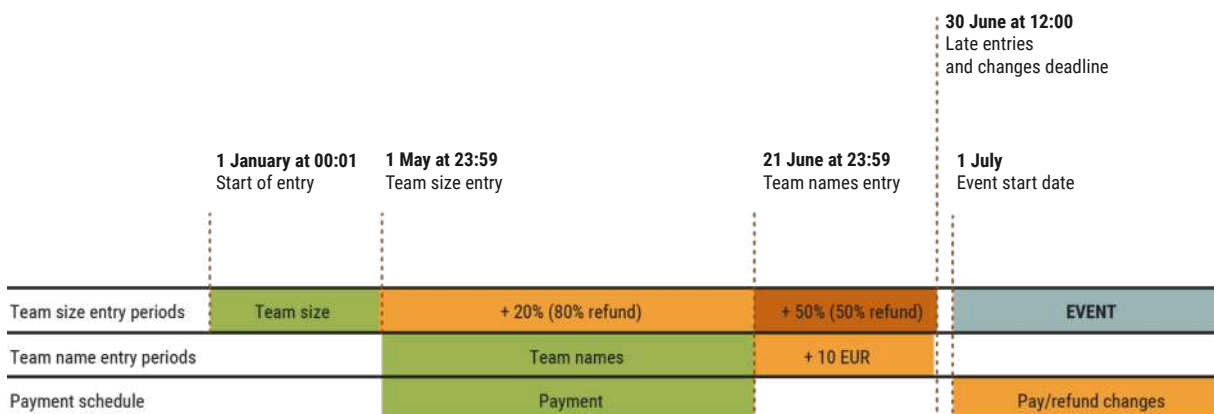 30 June at 12:00
Late entries
and changes deadline
1 January at 00:01
Start of entry
1 May at 23:59
Team size entry
21 June at 23:59
Team names entry
1 July
Event start date
Team size entry periods
Team size
+ 20% (80% refund)
+ 50% (50% refund)
EVENT
Team name entry periods
Team names
+ 10 EUR
Payment schedule
Payment
Pay/refund changes